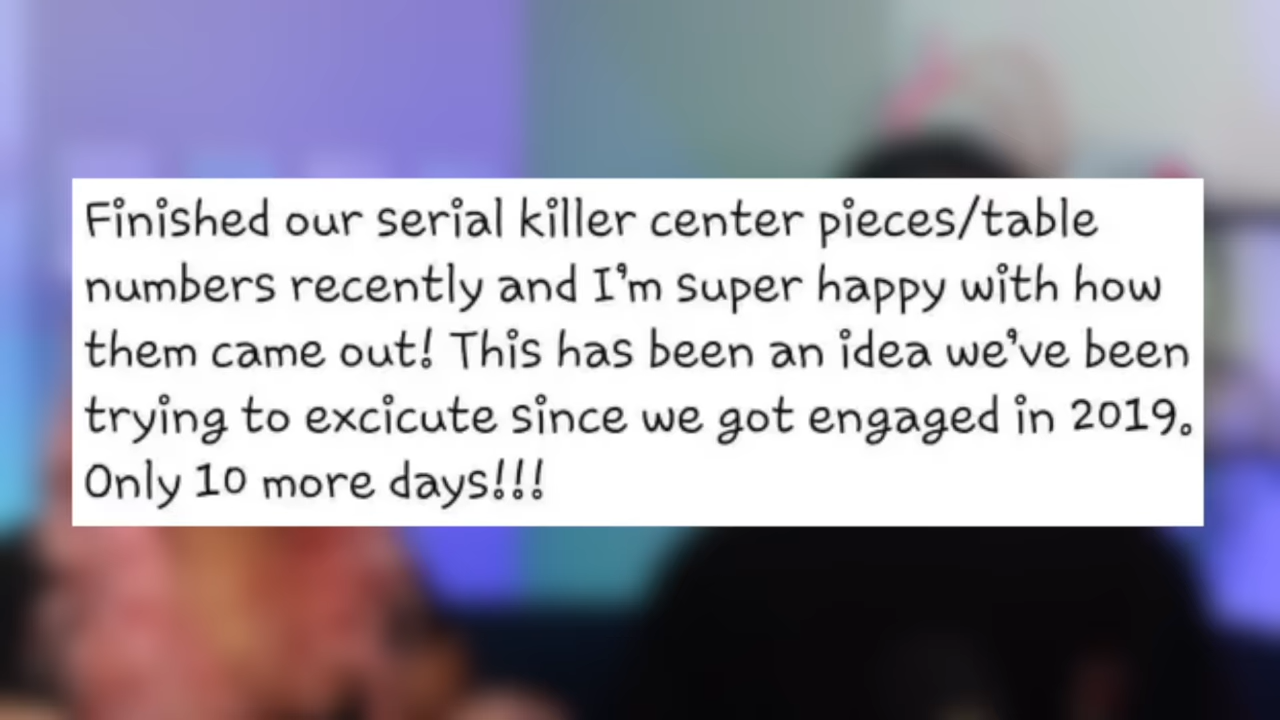 Finished our serial killer center pieces/table
numbers recently and I'm super happy with how
them came out! This has been an idea we've been
trying to excicute since we got engaged in 2019.
Only 10 more days!!!